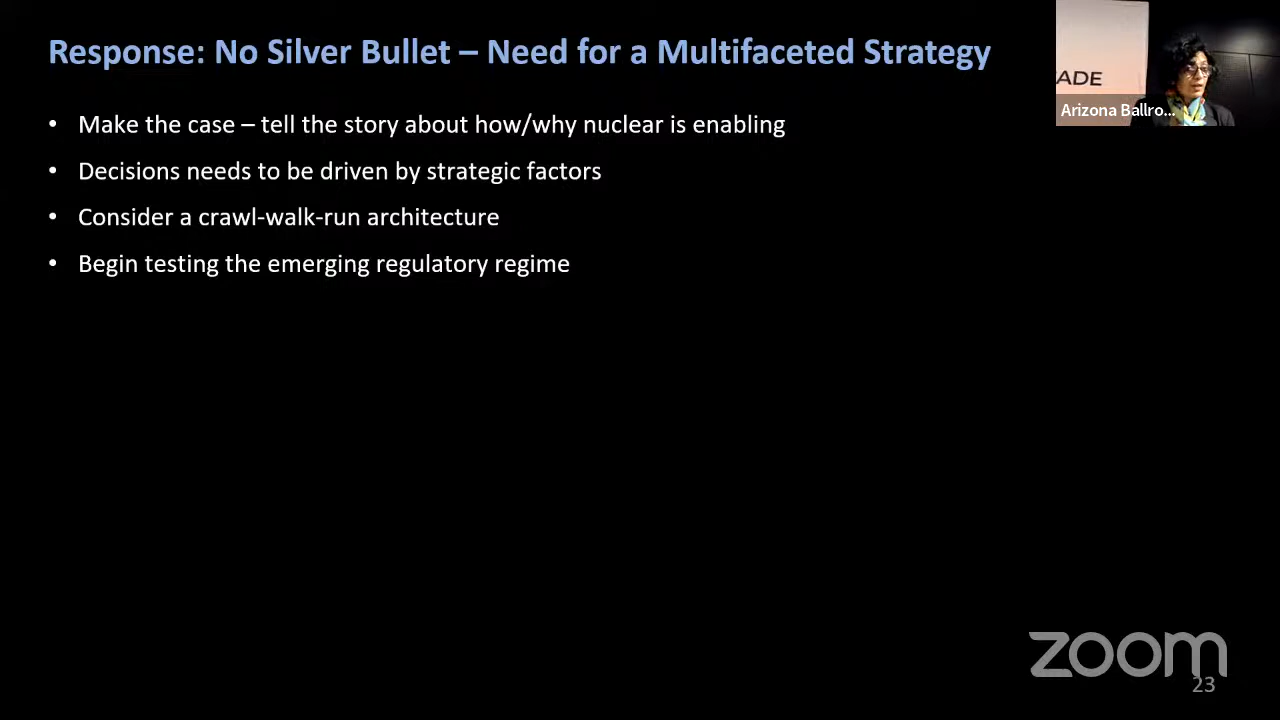 Response: No Silver Bullet – Need for a Multifaceted Strategy
• Make the case – tell the story about how/why nuclear is enabling
• Decisions needs to be driven by strategic factors
• Consider a crawl-walk-run architecture
• Begin testing the emerging regulatory regime
ADE
Arizona Ballro...
zoom
23